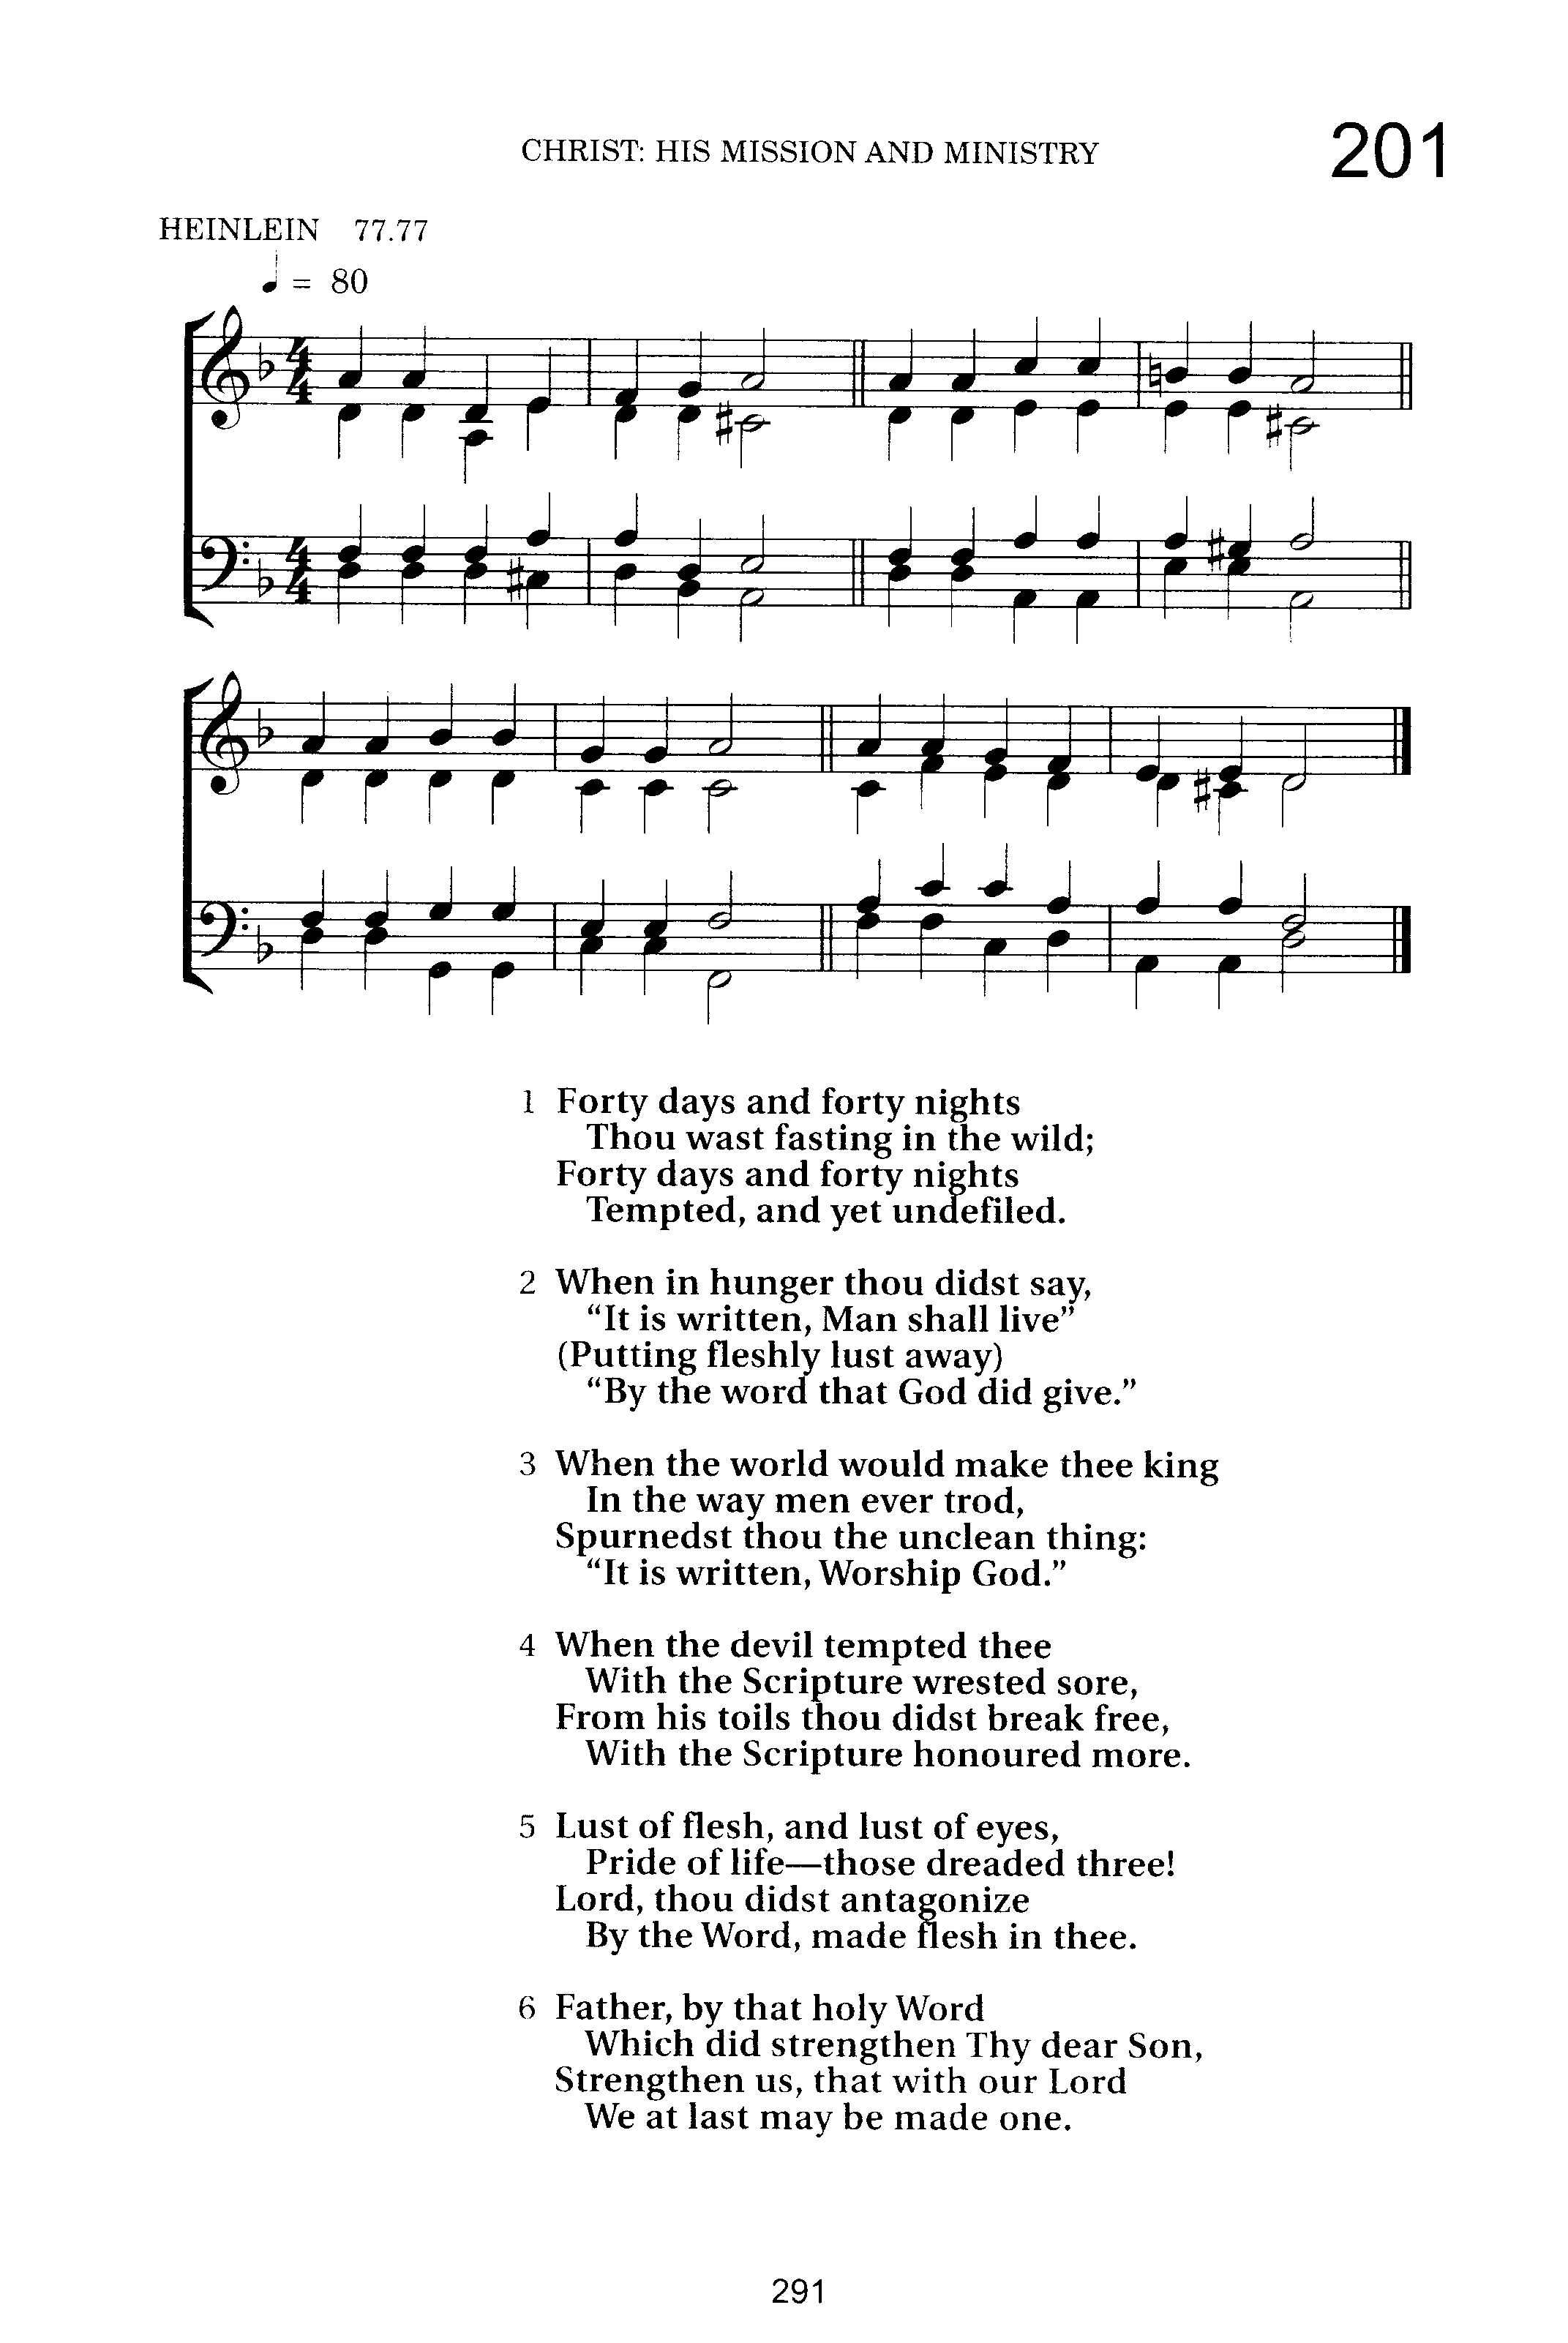 CHRIST: HIS MISSION AND MINISTRY
201
HEINLEIN 77.77
♩ = 80
1 Forty days and forty nights
Thou wast fasting in the wild;
Forty days and forty nights
Tempted, and yet undefiled.
2 When in hunger thou didst say,
“It is written, Man shall live”
(Putting fleshly lust away)
“By the word that God did give.”
3 When the world would make thee king
In the way men ever trod,
Spurnedst thou the unclean thing:
“It is written, Worship God.”
4 When the devil tempted thee
With the Scripture wrested sore,
From his toils thou didst break free,
With the Scripture honoured more.
5 Lust of flesh, and lust of eyes,
Pride of life—those dreaded three!
Lord, thou didst antagonize
By the Word, made flesh in thee.
6 Father, by that holy Word
Which did strengthen Thy dear Son,
Strengthen us, that with our Lord
We at last may be made one.
291